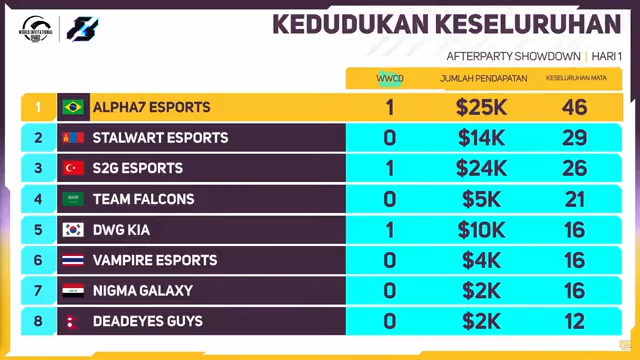 WORLD INVITATIONAL
KEDUDUKAN KESELURUHAN
AFTERPARTY SHOWDOWN | HARI 1
WWCD JUMLAH PENDAPATAN KESELURUHAN MATA
1 ALPHA7 ESPORTS 1 $25K 46
2 STALWART ESPORTS 0 $14K 29
3 S2G ESPORTS 1 $24K 26
4 TEAM FALCONS 0 $5K 21
5 DWG KIA 1 $10K 16
6 VAMPIRE ESPORTS 0 $4K 16
7 NIGMA GALAXY 0 $2K 16
8 DEADEYES GUYS 0 $2K 12